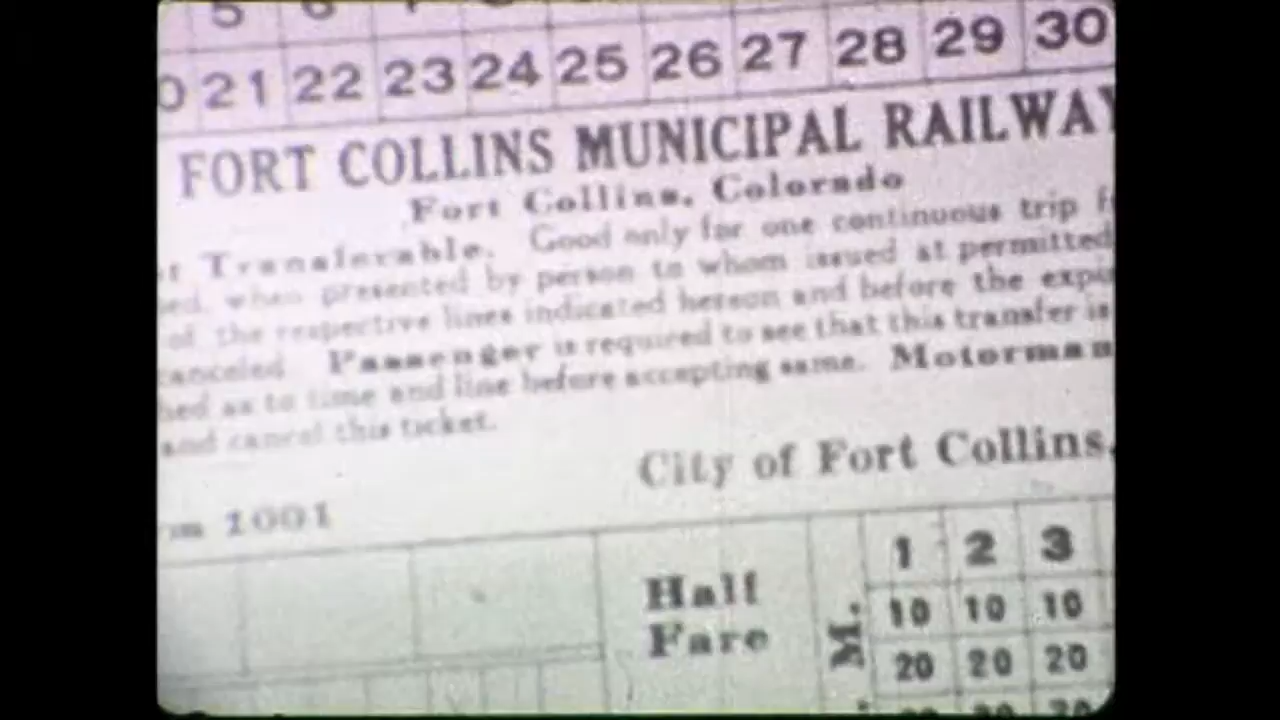 5 6 7
21 22 23 24 25 26 27 28 29 30
FORT COLLINS MUNICIPAL RAILWAY
Fort Collins, Colorado
Transferable. Good only for one continuous trip
when presented by person to whom issued at permitted
of the respective lines indicated hereon and before the
canceled. Passenger is required to see that this transfer is
as to time and line before accepting same. Motorman
and cancel this ticket.
City of Fort Collins.
1001
Half
Fare
M.
1 2 3
10 10 10
20 20 20